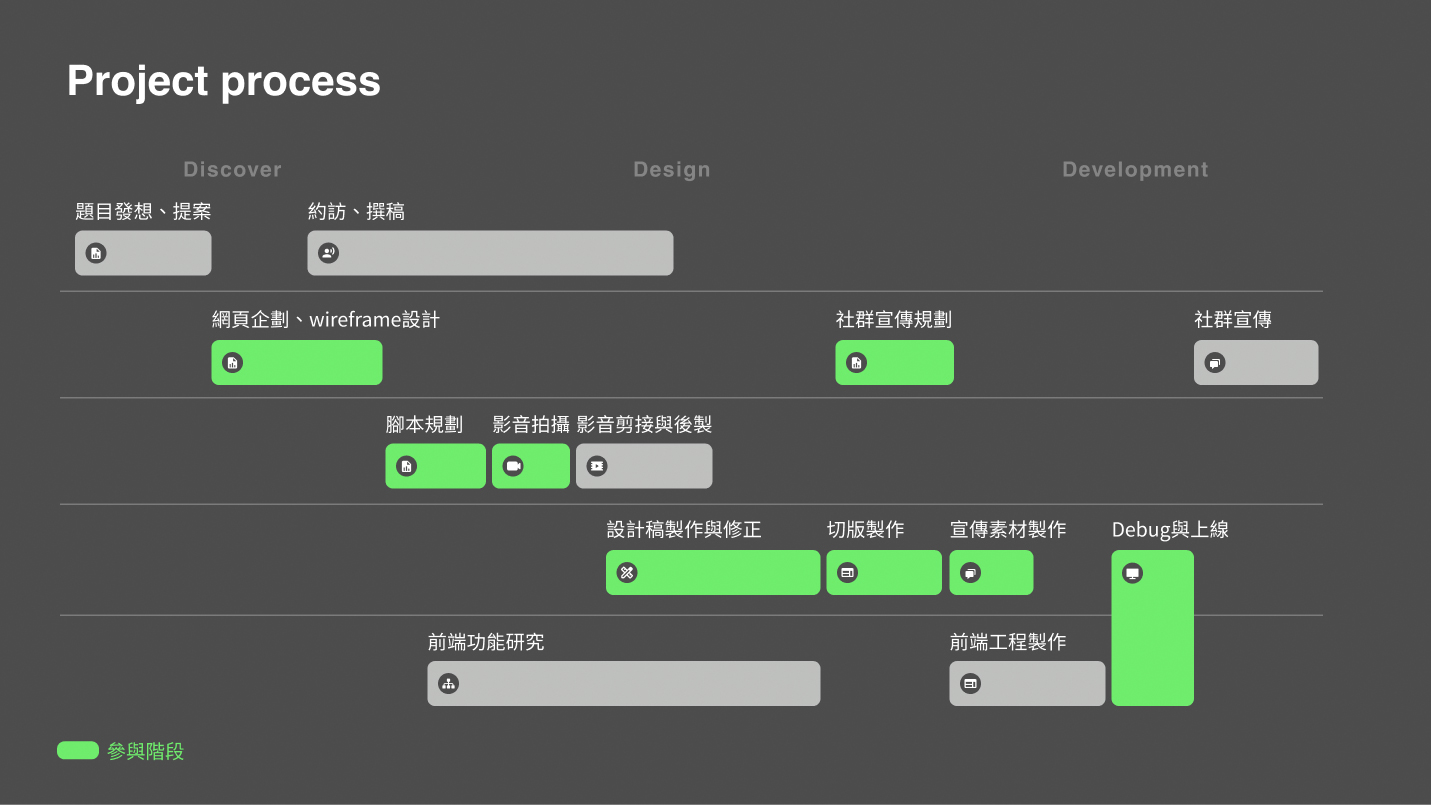 Project process
Discover
Design
Development
題目發想、提案
約訪、撰稿
網頁企劃、wireframe設計
社群宣傳規劃
社群宣傳
腳本規劃
影音拍攝
影音剪接與後製
設計稿製作與修正
切版製作
宣傳素材製作
Debug與上線
前端功能研究
前端工程製作
參與階段